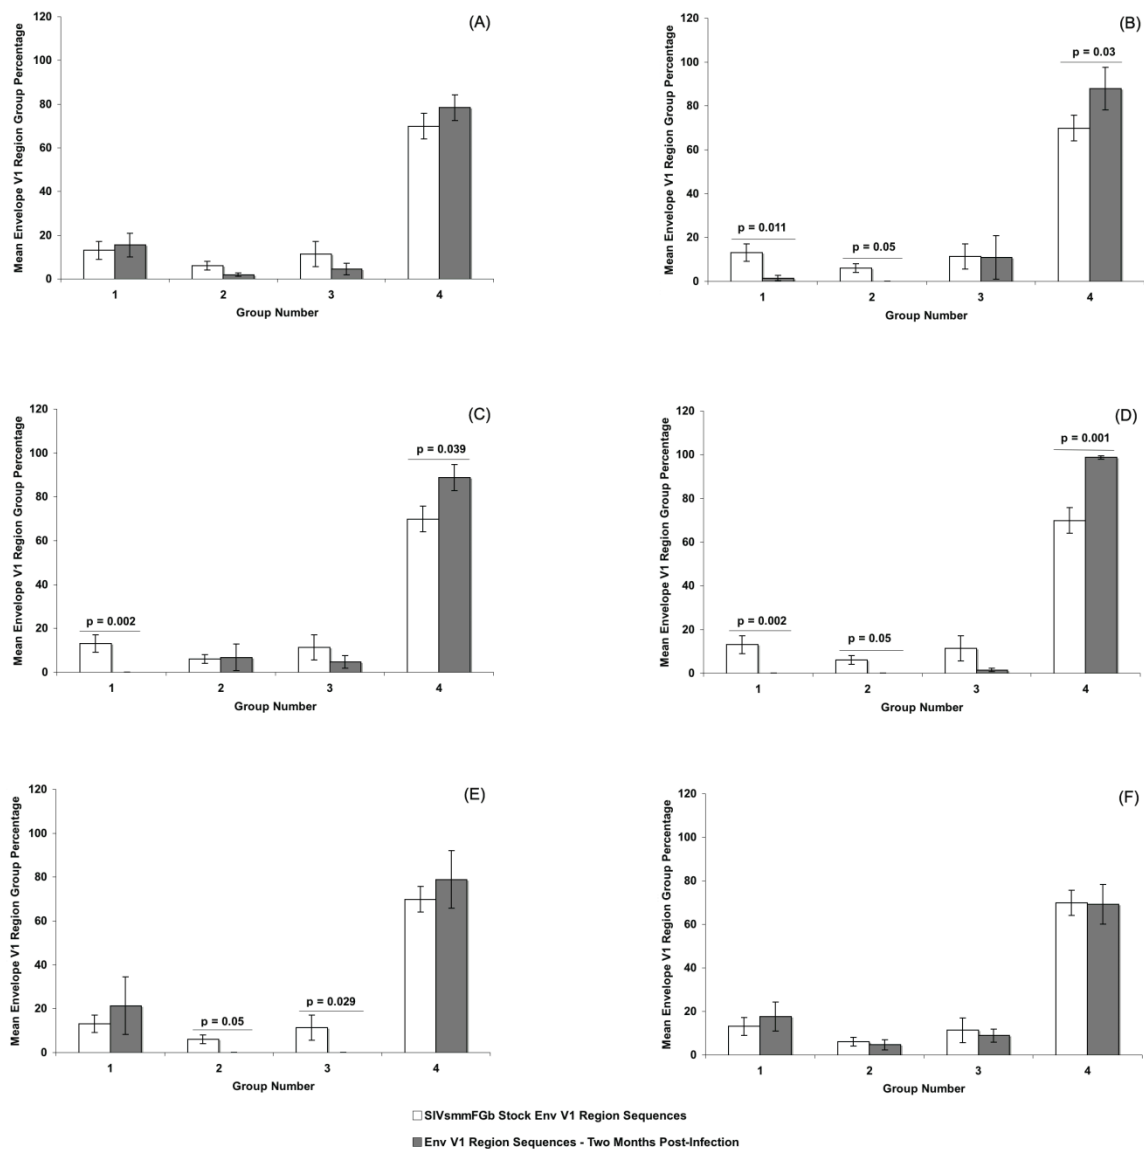 (A)
Mean Envelope V1 Region Group Percentage
120
100
80
60
40
20
0
1 2 3 4
Group Number
(B)
Mean Envelope V1 Region Group Percentage
120
100
80
60
40
20
0
p = 0.011
p = 0.05
p = 0.03
1 2 3 4
Group Number
(C)
Mean Envelope V1 Region Group Percentage
120
100
80
60
40
20
0
p = 0.002
p = 0.039
1 2 3 4
Group Number
(D)
Mean Envelope V1 Region Group Percentage
120
100
80
60
40
20
0
p = 0.002
p = 0.05
p = 0.001
1 2 3 4
Group Number
(E)
Mean Envelope V1 Region Group Percentage
120
100
80
60
40
20
0
p = 0.05
p = 0.029
1 2 3 4
Group Number
(F)
Mean Envelope V1 Region Group Percentage
120
100
80
60
40
20
0
1 2 3 4
Group Number
SIVsmmFGb Stock Env V1 Region Sequences
Env V1 Region Sequences - Two Months Post-Infection